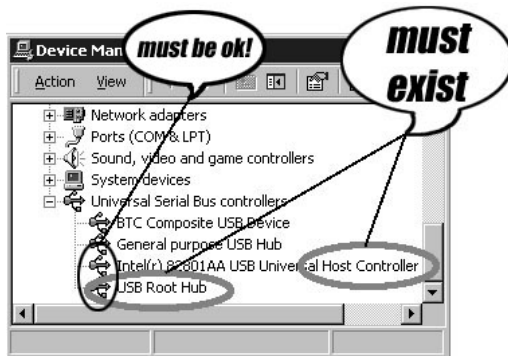 Device Man
must be ok!
must
exist
Action View
Network adapters
Ports (COM & LPT)
Sound, video and game controllers
System devices
Universal Serial Bus controllers
BTC Composite USB Device
General purpose USB Hub
Intel(r) 82801AA USB Universal Host Controller
USB Root Hub